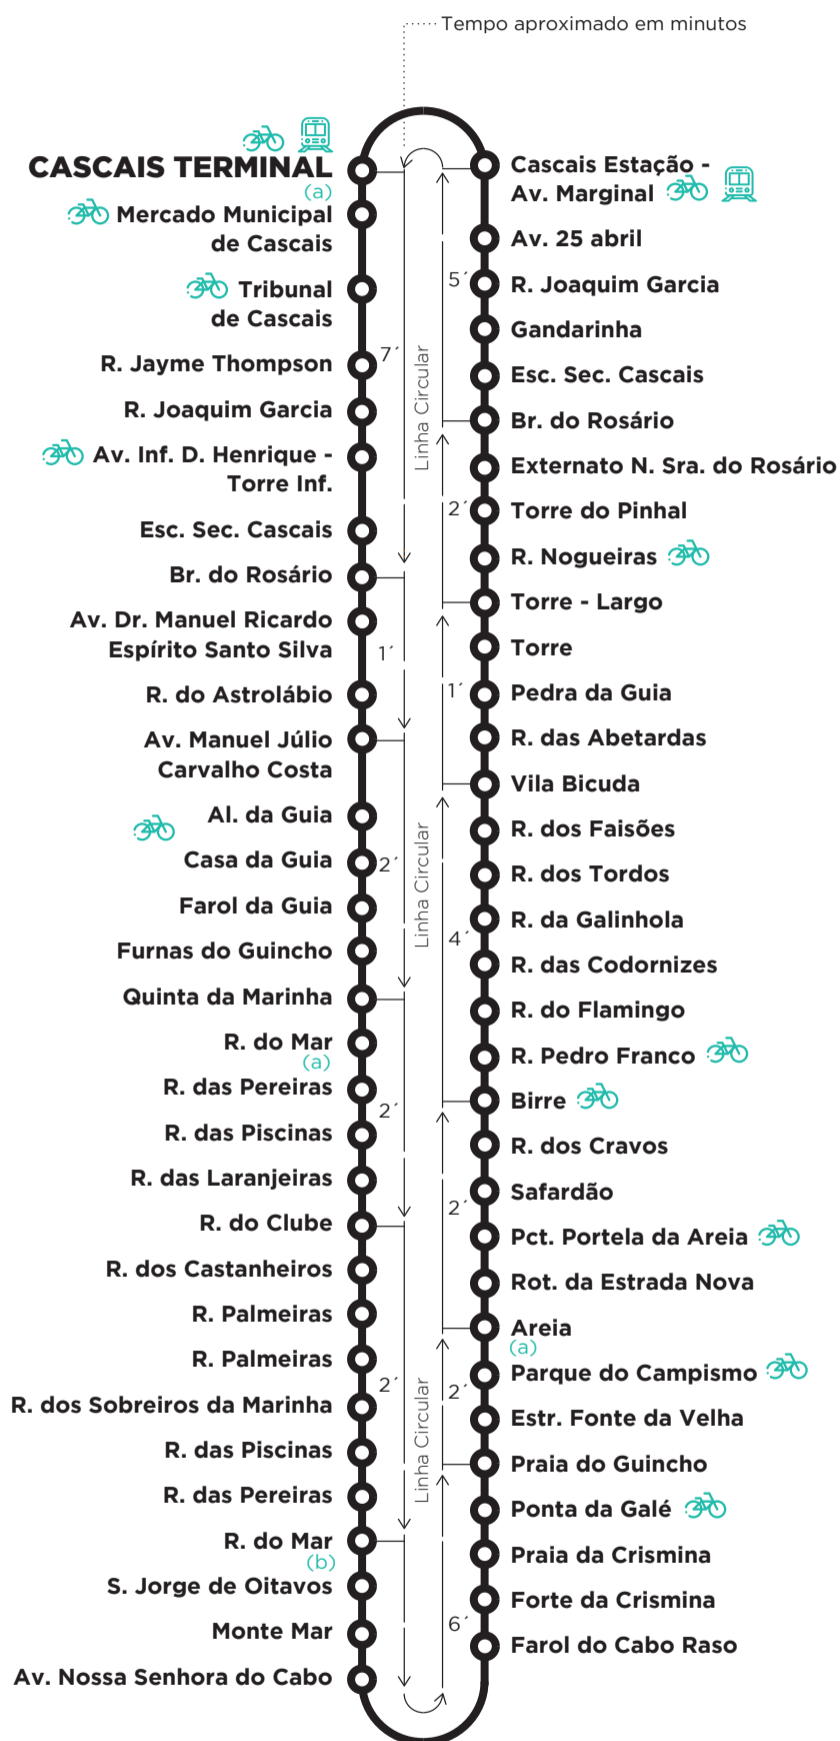 Tempo aproximado em minutos
CASCAIS TERMINAL
(a)
Mercado Municipal
de Cascais
Tribunal
de Cascais
R. Jayme Thompson
R. Joaquim Garcia
Av. Inf. D. Henrique -
Torre Inf.
Esc. Sec. Cascais
Br. do Rosário
Av. Dr. Manuel Ricardo
Espírito Santo Silva
R. do Astrolábio
Av. Manuel Júlio
Carvalho Costa
Al. da Guia
Casa da Guia
Farol da Guia
Furnas do Guincho
Quinta da Marinha
R. do Mar
(a)
R. das Pereiras
R. das Piscinas
R. das Laranjeiras
R. do Clube
R. dos Castanheiros
R. Palmeiras
R. Palmeiras
R. dos Sobreiros da Marinha
R. das Piscinas
R. das Pereiras
R. do Mar
(b)
S. Jorge de Oitavos
Monte Mar
Av. Nossa Senhora do Cabo
7´
1´
2´
2´
2´
Linha Circular
Linha Circular
Linha Circular
5´
2´
1´
4´
2´
2´
6´
Cascais Estação -
Av. Marginal
Av. 25 abril
R. Joaquim Garcia
Gandarinha
Esc. Sec. Cascais
Br. do Rosário
Externato N. Sra. do Rosário
Torre do Pinhal
R. Nogueiras
Torre - Largo
Torre
Pedra da Guia
R. das Abetardas
Vila Bicuda
R. dos Faisões
R. dos Tordos
R. da Galinhola
R. das Codornizes
R. do Flamingo
R. Pedro Franco
Birre
R. dos Cravos
Safardão
Pct. Portela da Areia
Rot. da Estrada Nova
Areia
(a)
Parque do Campismo
Estr. Fonte da Velha
Praia do Guincho
Ponta da Galé
Praia da Crismina
Forte da Crismina
Farol do Cabo Raso